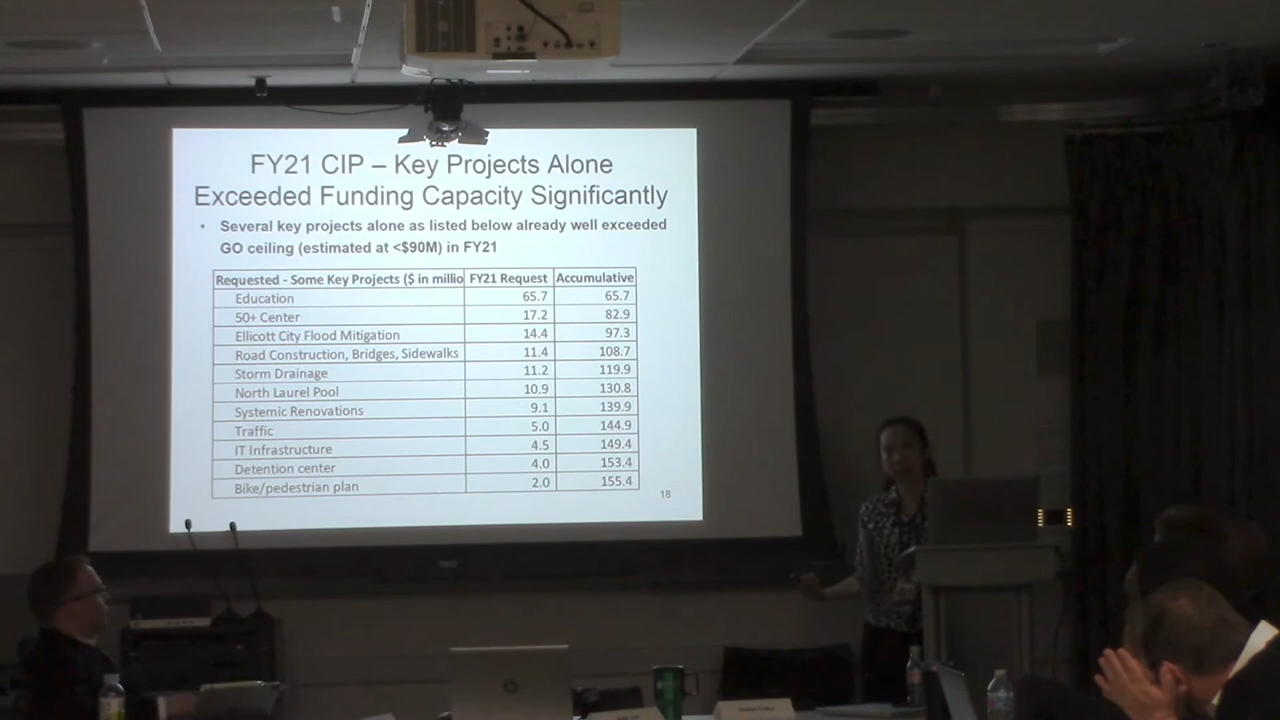 FY21 CIP – Key Projects Alone
Exceeded Funding Capacity Significantly
• Several key projects alone as listed below already well exceeded
GO ceiling (estimated at <$90M) in FY21
Requested - Some Key Projects ($ in millio FY21 Request Accumulative
Education 65.7 65.7
50+ Center 17.2 82.9
Ellicott City Flood Mitigation 14.4 97.3
Road Construction, Bridges, Sidewalks 11.4 108.7
Storm Drainage 11.2 119.9
North Laurel Pool 10.9 130.8
Systemic Renovations 9.1 139.9
Traffic 5.0 144.9
IT Infrastructure 4.5 149.4
Detention center 4.0 153.4
Bike/pedestrian plan 2.0 155.4
18
hp